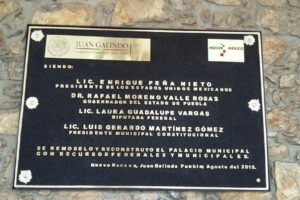 JUAN GALINDO
MOVER A MÉXICO
SIENDO:
LIC. ENRIQUE PEÑA NIETO
PRESIDENTE DE LOS ESTADOS UNIDOS MEXICANOS
DR. RAFAEL MORENO VALLE ROSAS
GOBERNADOR DEL ESTADO DE PUEBLA
LIC. LAURA GUADALUPE VARGAS
DIPUTADA FEDERAL
LIC. LUIS GERARDO MARTÍNEZ GÓMEZ
PRESIDENTE MUNICIPAL CONSTITUCIONAL
SE REMODELO Y RECONSTRUYO EL PALACIO MUNICIPAL
CON RECURSOS FEDERALES Y MUNICIPALES.
Nuevo Necaxa, Juan Galindo Puebla; Agosto del 2015.